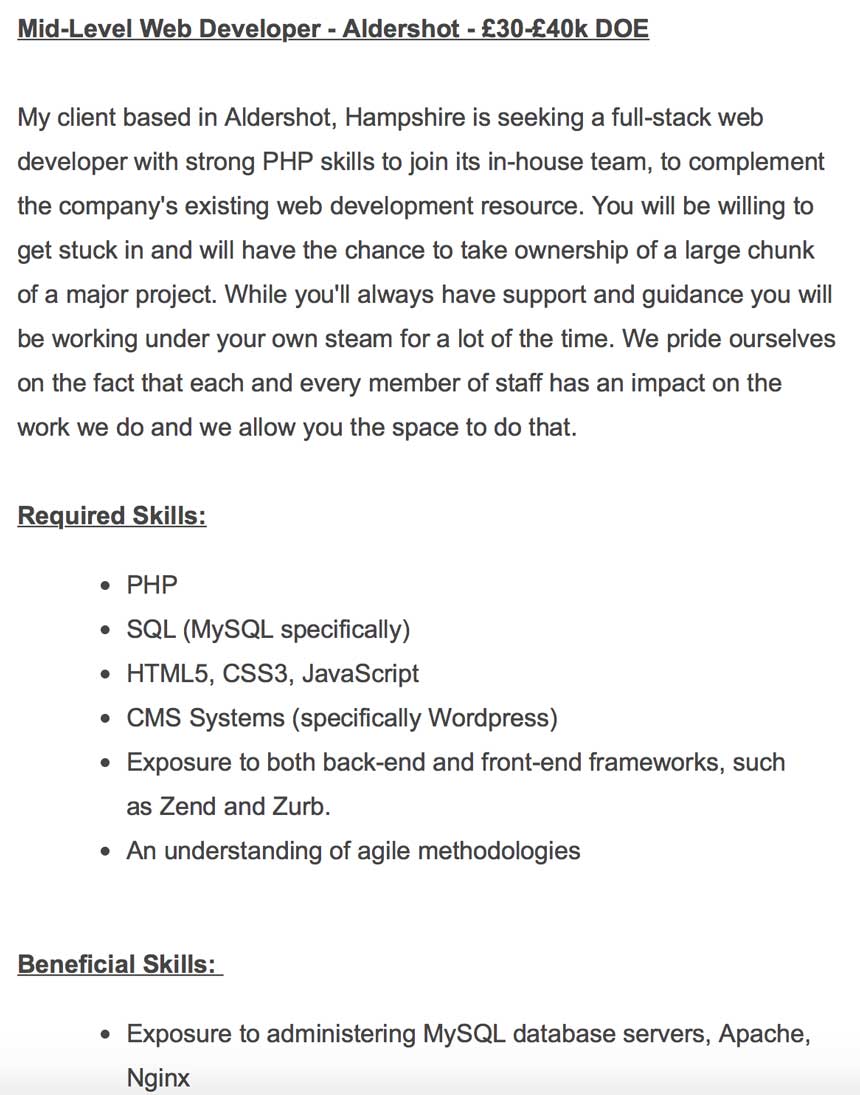 Mid-Level Web Developer - Aldershot - £30-£40k DOE
My client based in Aldershot, Hampshire is seeking a full-stack web
developer with strong PHP skills to join its in-house team, to complement
the company's existing web development resource. You will be willing to
get stuck in and will have the chance to take ownership of a large chunk
of a major project. While you'll always have support and guidance you will
be working under your own steam for a lot of the time. We pride ourselves
on the fact that each and every member of staff has an impact on the
work we do and we allow you the space to do that.
Required Skills:
• PHP
• SQL (MySQL specifically)
• HTML5, CSS3, JavaScript
• CMS Systems (specifically Wordpress)
• Exposure to both back-end and front-end frameworks, such
as Zend and Zurb.
• An understanding of agile methodologies
Beneficial Skills:
• Exposure to administering MySQL database servers, Apache,
Nginx